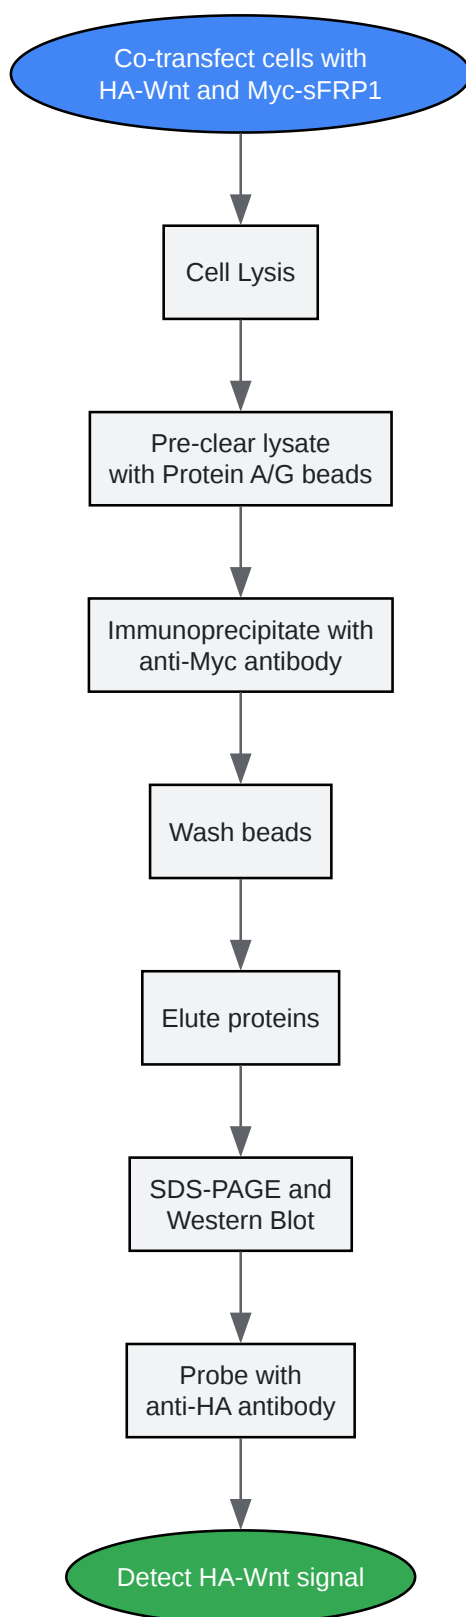 Co-transfect cells with
HA-Wnt and Myc-sFRP1
Cell Lysis
Pre-clear lysate
with Protein A/G beads
Immunoprecipitate with
anti-Myc antibody
Wash beads
Elute proteins
SDS-PAGE and
Western Blot
Probe with
anti-HA antibody
Detect HA-Wnt signal